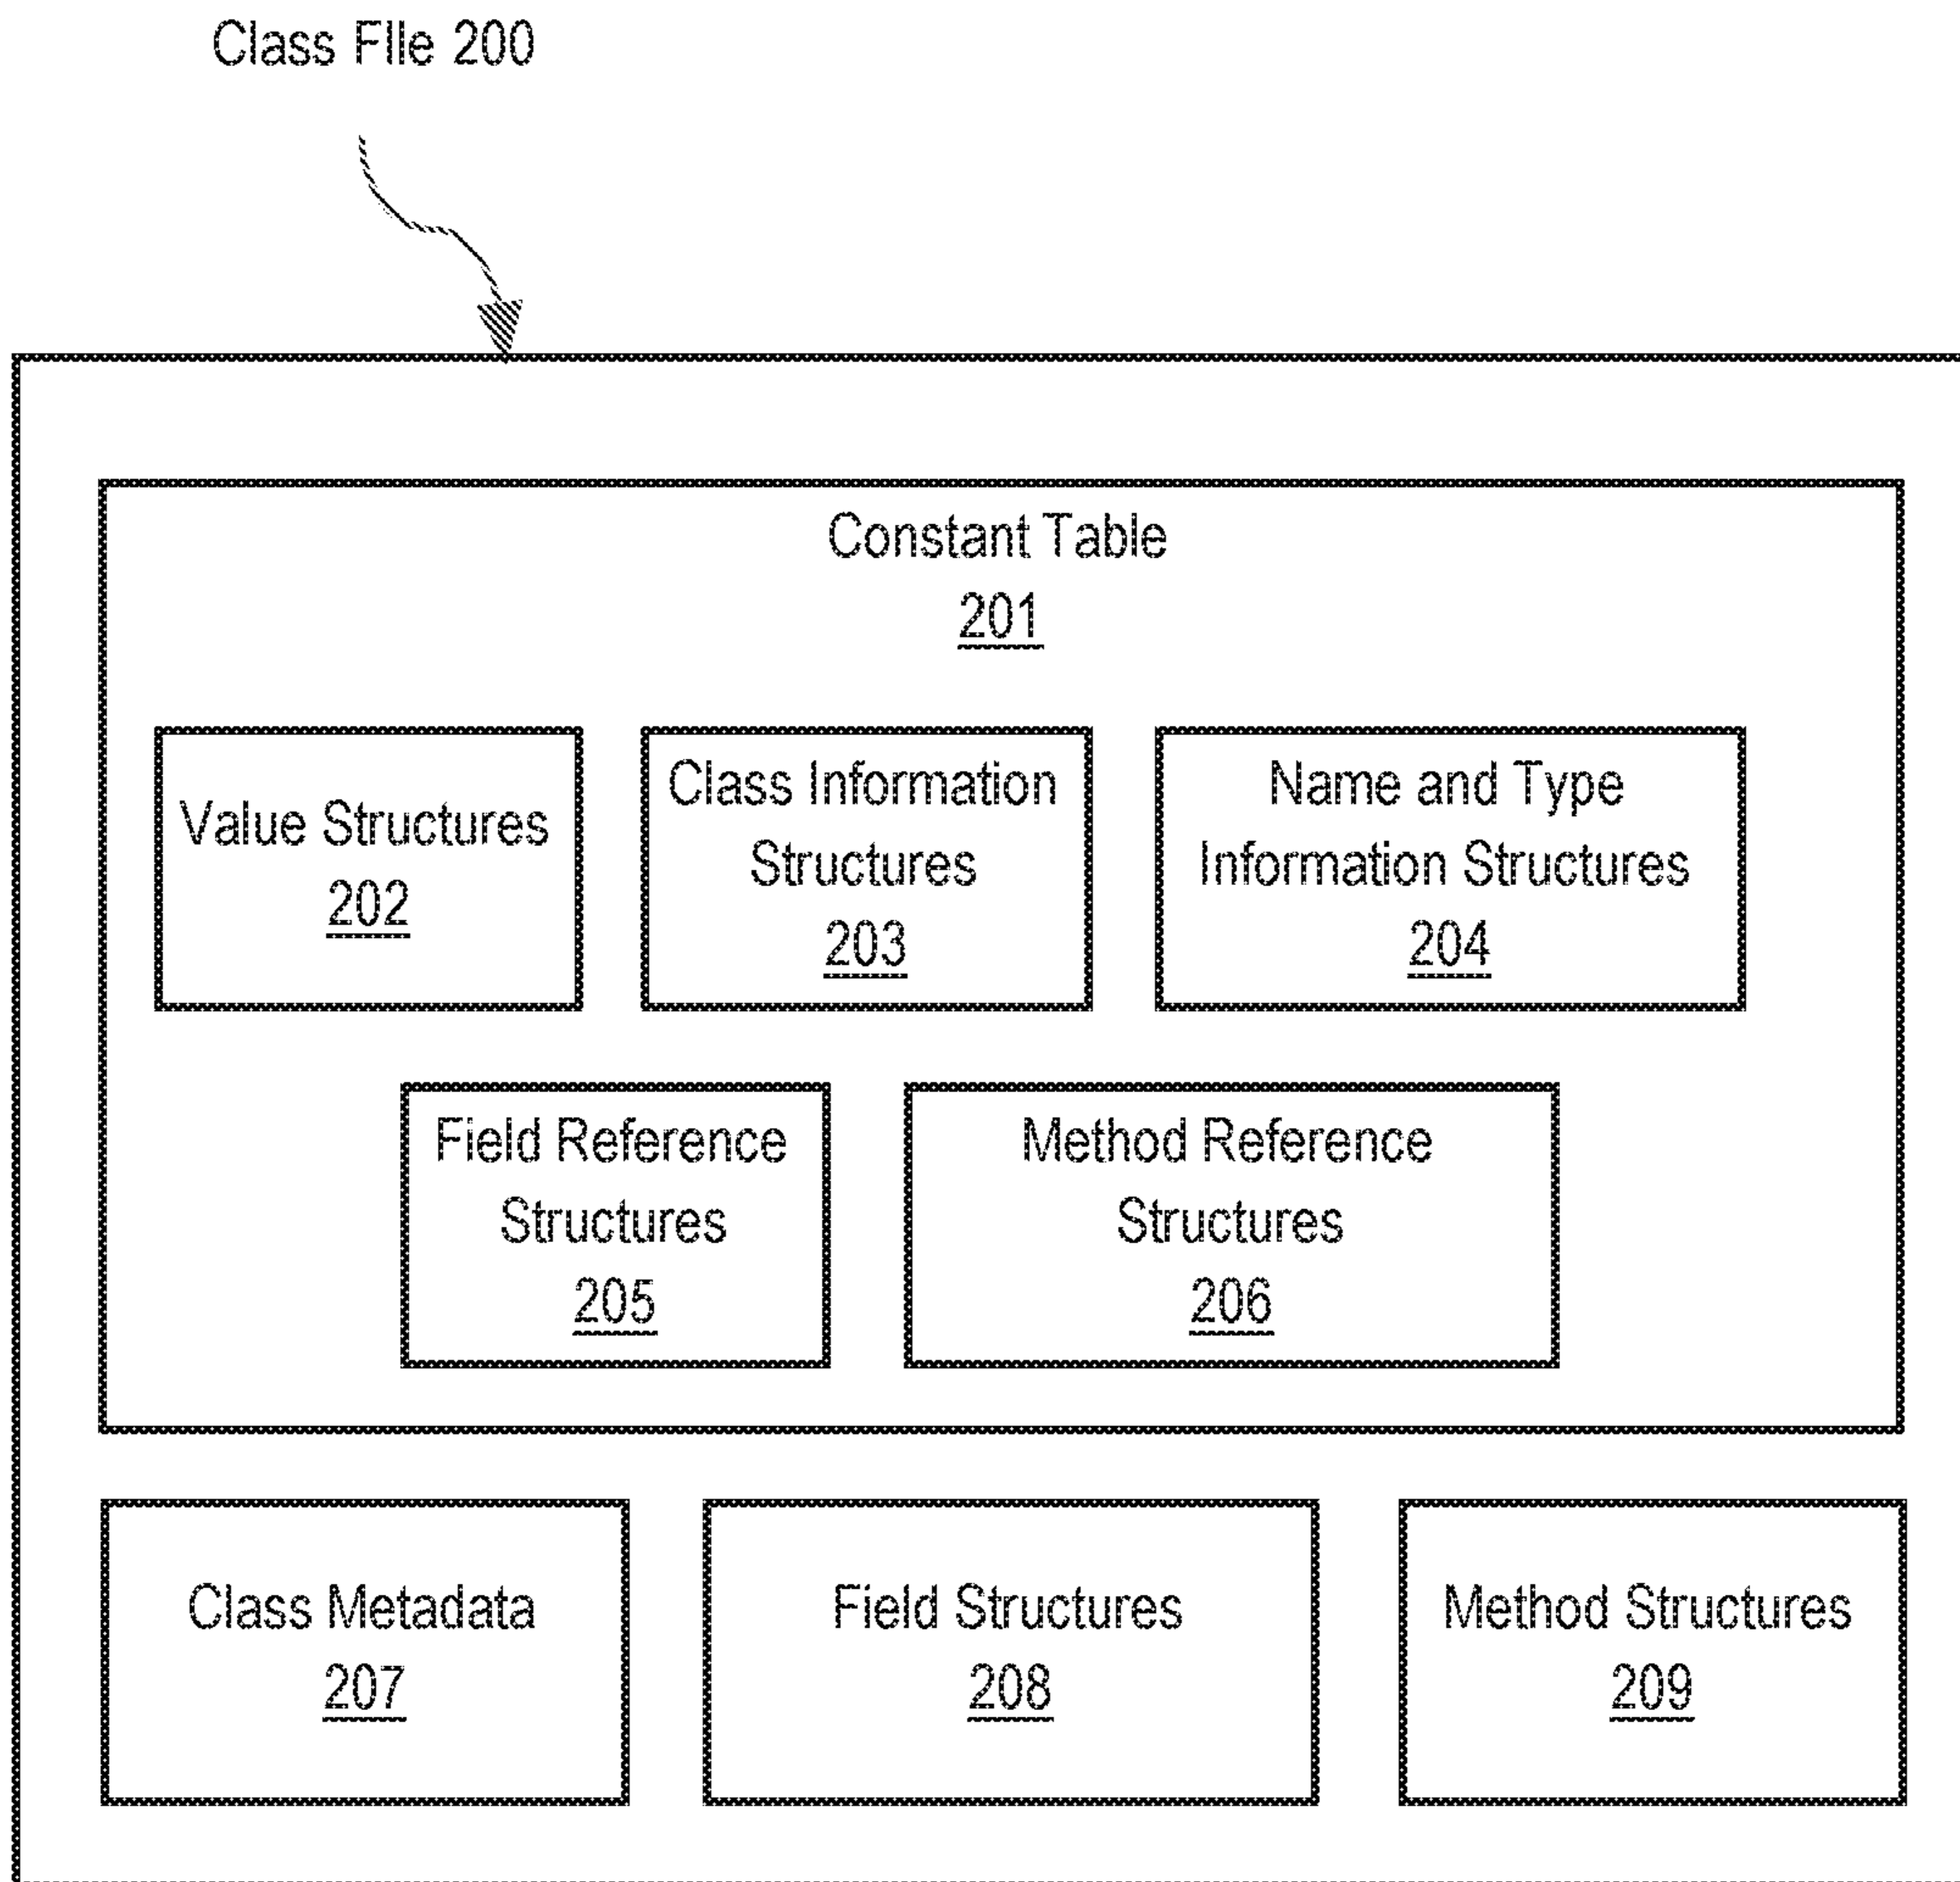 Class FIle 200
Constant Table
201
Value Structures
202
Class Information
Structures
203
Name and Type
Information Structures
204
Field Reference
Structures
205
Method Reference
Structures
206
Class Metadata
207
Field Structures
208
Method Structures
209